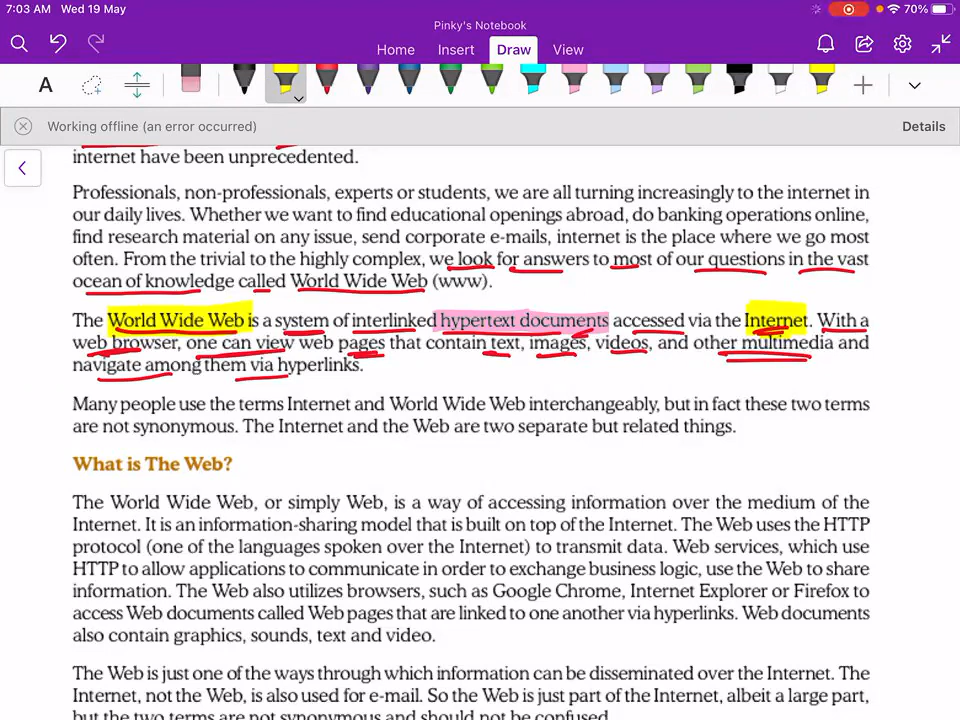 7:03 AM Wed 19 May
70%
Pinky's Notebook
Home Insert Draw View
A
Working offline (an error occurred) Details
internet have been unprecedented.
Professionals, non-professionals, experts or students, we are all turning increasingly to the internet in
our daily lives. Whether we want to find educational openings abroad, do banking operations online,
find research material on any issue, send corporate e-mails, internet is the place where we go most
often. From the trivial to the highly complex, we look for answers to most of our questions in the vast
ocean of knowledge called World Wide Web (www).
The World Wide Web is a system of interlinked hypertext documents accessed via the Internet. With a
web browser, one can view web pages that contain text, images, videos, and other multimedia and
navigate among them via hyperlinks.
Many people use the terms Internet and World Wide Web interchangeably, but in fact these two terms
are not synonymous. The Internet and the Web are two separate but related things.
What is The Web?
The World Wide Web, or simply Web, is a way of accessing information over the medium of the
Internet. It is an information-sharing model that is built on top of the Internet. The Web uses the HTTP
protocol (one of the languages spoken over the Internet) to transmit data. Web services, which use
HTTP to allow applications to communicate in order to exchange business logic, use the Web to share
information. The Web also utilizes browsers, such as Google Chrome, Internet Explorer or Firefox to
access Web documents called Web pages that are linked to one another via hyperlinks. Web documents
also contain graphics, sounds, text and video.
The Web is just one of the ways through which information can be disseminated over the Internet. The
Internet, not the Web, is also used for e-mail. So the Web is just part of the Internet, albeit a large part,
but the two terms are not synonymous and should not be confused.